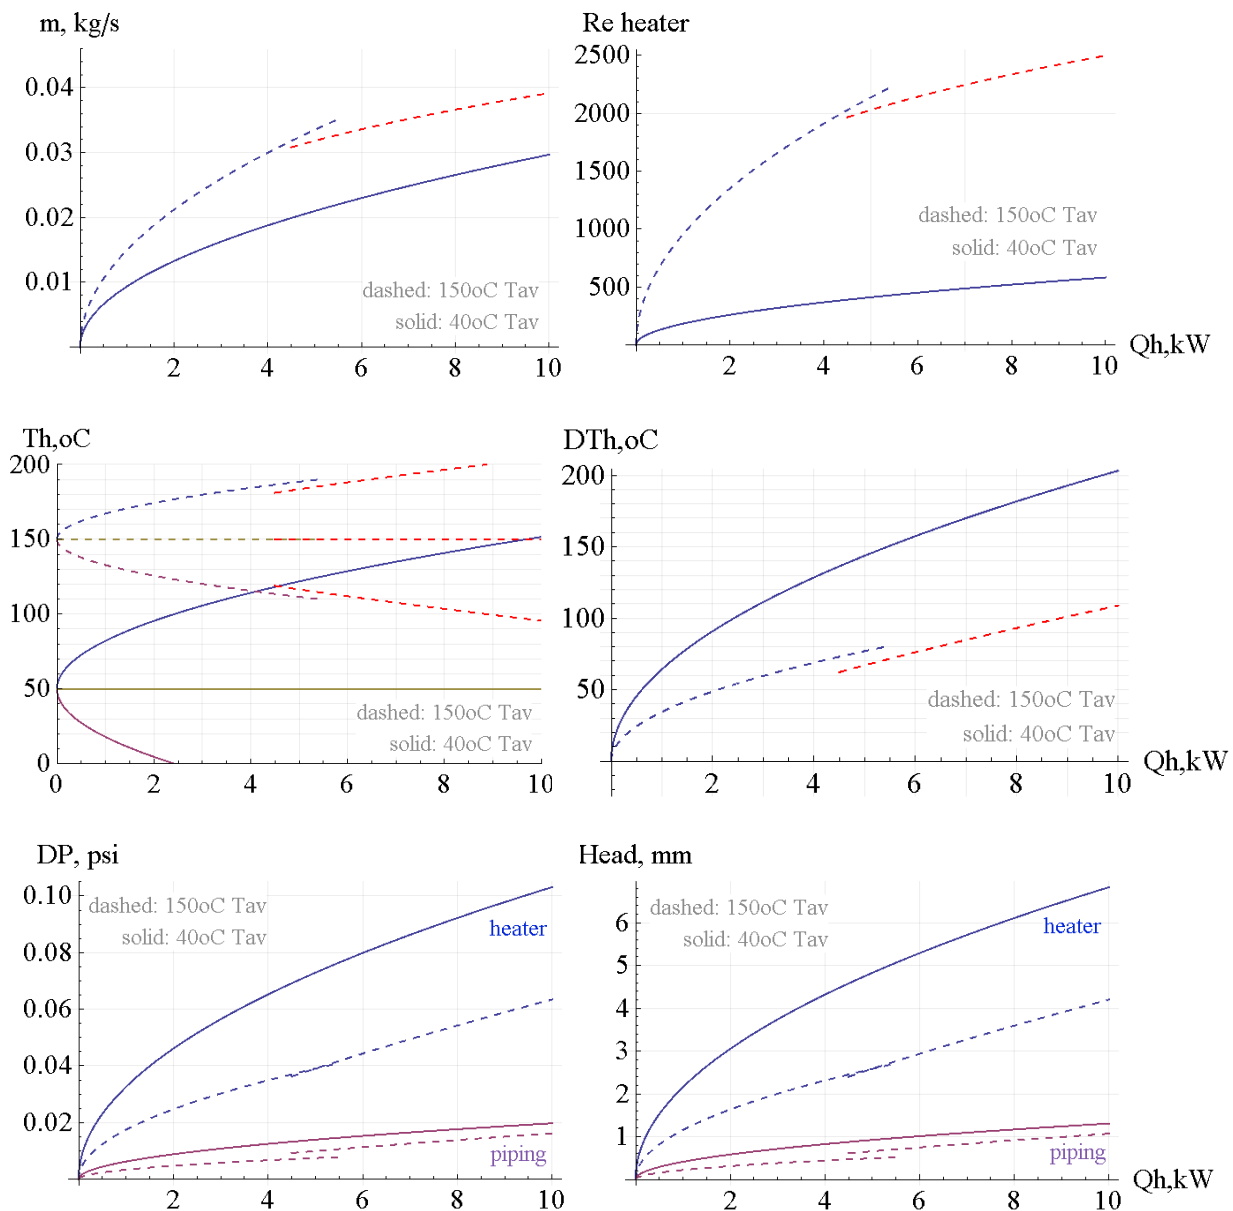 m, kg/s
0.04
0.03
0.02
0.01
dashed: 150oC Tav
solid: 40oC Tav
2 4 6 8 10
Re heater
2500
2000
1500
1000
500
dashed: 150oC Tav
solid: 40oC Tav
2 4 6 8 10
Qh,kW
Th,oC
200
150
100
50
0
dashed: 150oC Tav
solid: 40oC Tav
0 2 4 6 8 10
DTh,oC
200
150
100
50
dashed: 150oC Tav
solid: 40oC Tav
2 4 6 8 10
Qh,kW
DP, psi
0.10
0.08
0.06
0.04
0.02
dashed: 150oC Tav
solid: 40oC Tav
heater
piping
2 4 6 8 10
Head, mm
6
5
4
3
2
1
dashed: 150oC Tav
solid: 40oC Tav
heater
piping
2 4 6 8 10
Qh,kW